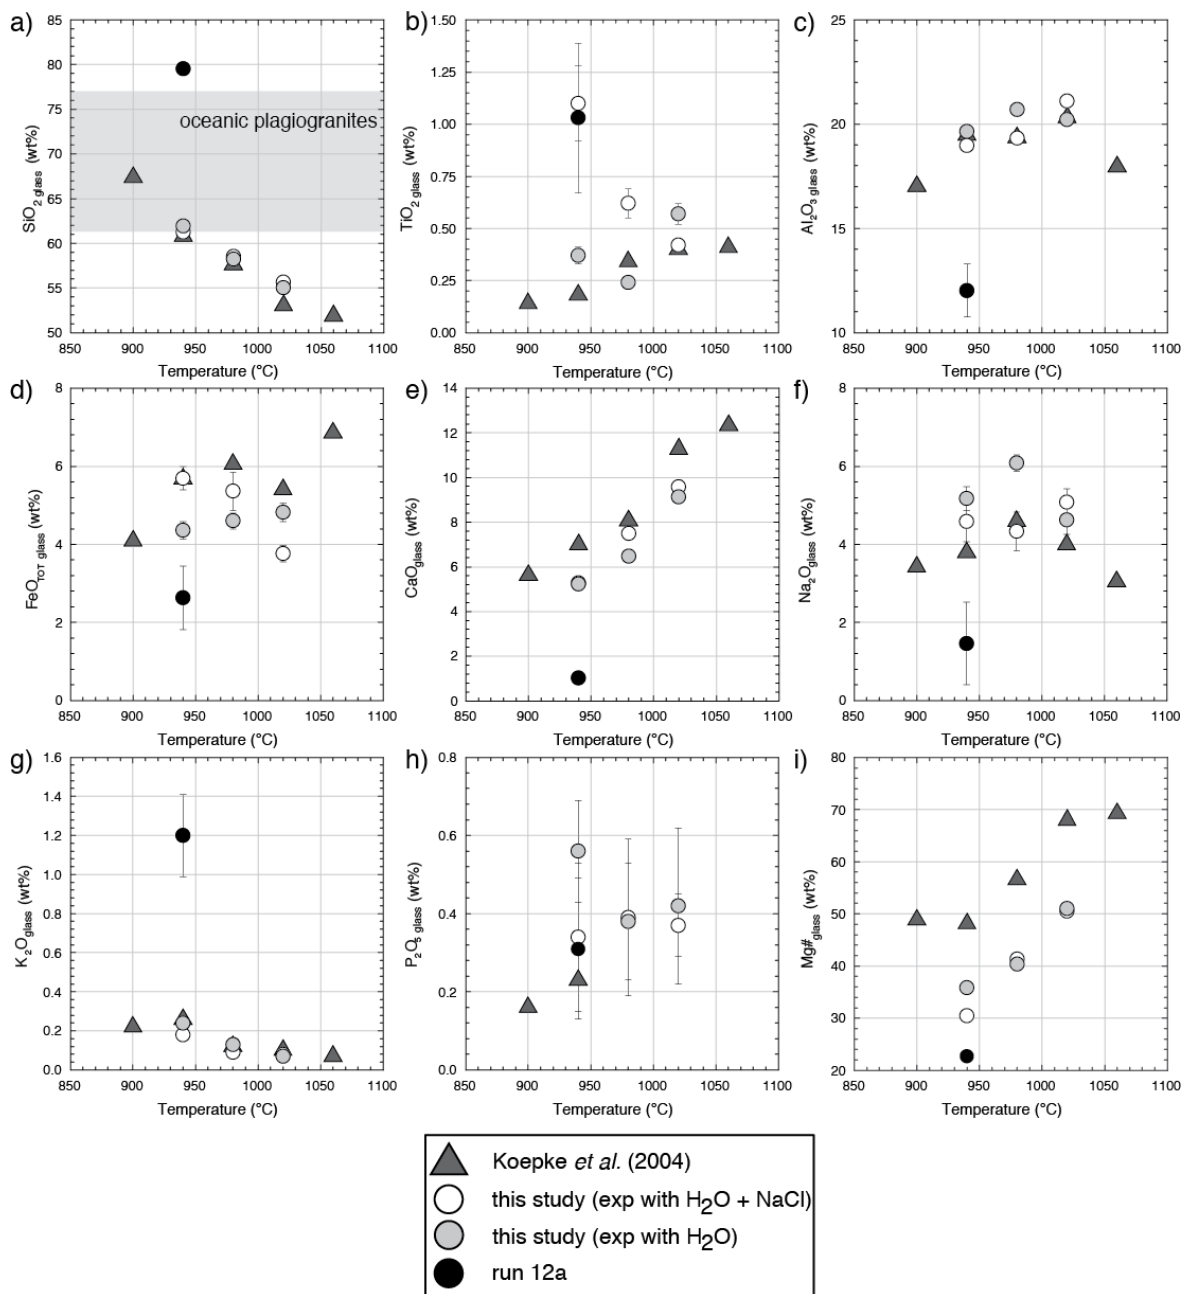 a)
85
80
75
70
65
60
55
50
SiO2 glass (wt%)
oceanic plagiogranites
850 900 950 1000 1050 1100
Temperature (°C)
b)
1.50
1.25
1.00
0.75
0.50
0.25
0.00
TiO2 glass (wt%)
850 900 950 1000 1050 1100
Temperature (°C)
c)
25
20
15
10
Al2O3 glass (wt%)
850 900 950 1000 1050 1100
Temperature (°C)
d)
8
6
4
2
0
FeOTOT glass (wt%)
850 900 950 1000 1050 1100
Temperature (°C)
e)
14
12
10
8
6
4
2
0
CaOglass (wt%)
850 900 950 1000 1050 1100
Temperature (°C)
f)
8
6
4
2
0
Na2Oglass (wt%)
850 900 950 1000 1050 1100
Temperature (°C)
g)
1.6
1.4
1.2
1.0
0.8
0.6
0.4
0.2
0
K2Oglass (wt%)
850 900 950 1000 1050 1100
Temperature (°C)
h)
0.8
0.6
0.4
0.2
0.0
P2O5 glass (wt%)
850 900 950 1000 1050 1100
Temperature (°C)
i)
80
70
60
50
40
30
20
Mg#glass (wt%)
850 900 950 1000 1050 1100
Temperature (°C)
Koepke et al. (2004)
this study (exp with H2O + NaCl)
this study (exp with H2O)
run 12a